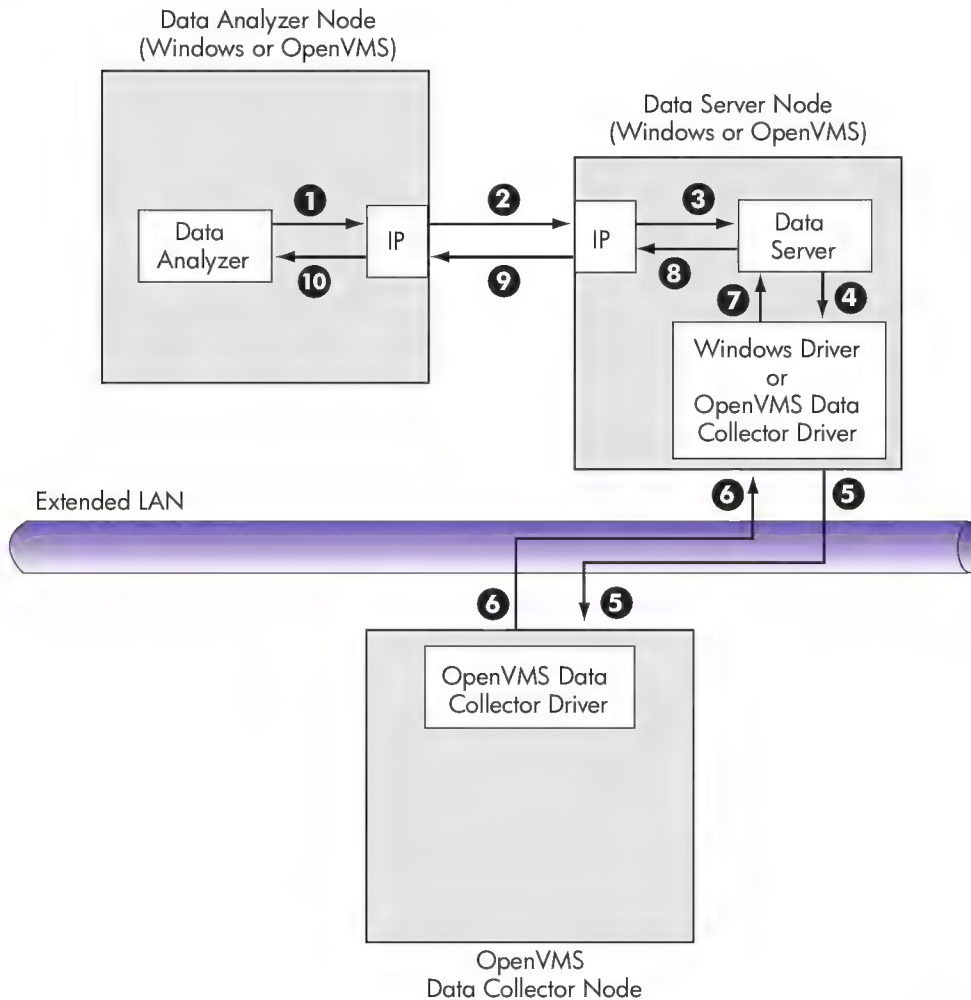 Data Analyzer Node
(Windows or OpenVMS)
Data Server Node
(Windows or OpenVMS)
1
2
3
Data
Analyzer
IP
IP
Data
Server
10
9
8
7
4
Windows Driver
or
OpenVMS Data
Collector Driver
Extended LAN
6
5
6
5
OpenVMS Data
Collector Driver
OpenVMS
Data Collector Node